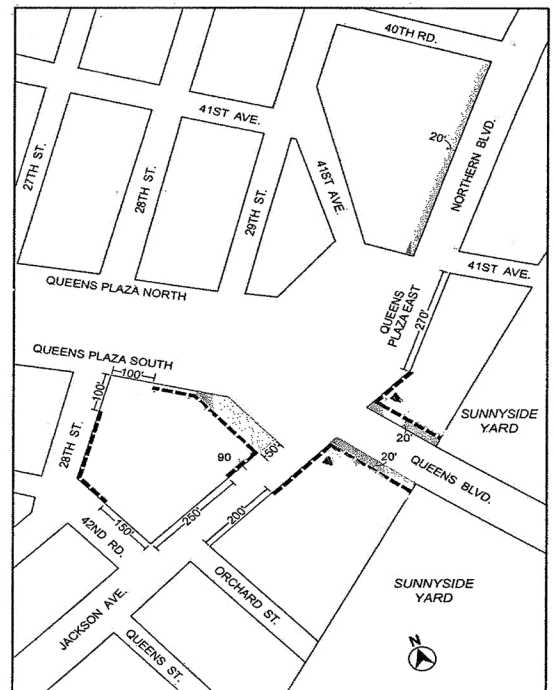 40TH RD.
41ST AVE.
20'
NORTHERN BLVD.
27TH ST.
28TH ST.
29TH ST.
41ST AVE.
41ST AVE.
QUEENS PLAZA NORTH
QUEENS
PLAZA EAST
270'
QUEENS PLAZA SOUTH
100'
100'
28TH ST.
SUNNYSIDE
YARD
20'
50'
90
20'
QUEENS BLVD.
150'
250'
200'
42ND RD.
ORCHARD ST.
SUNNYSIDE
YARD
JACKSON AVE.
QUEENS ST.
N